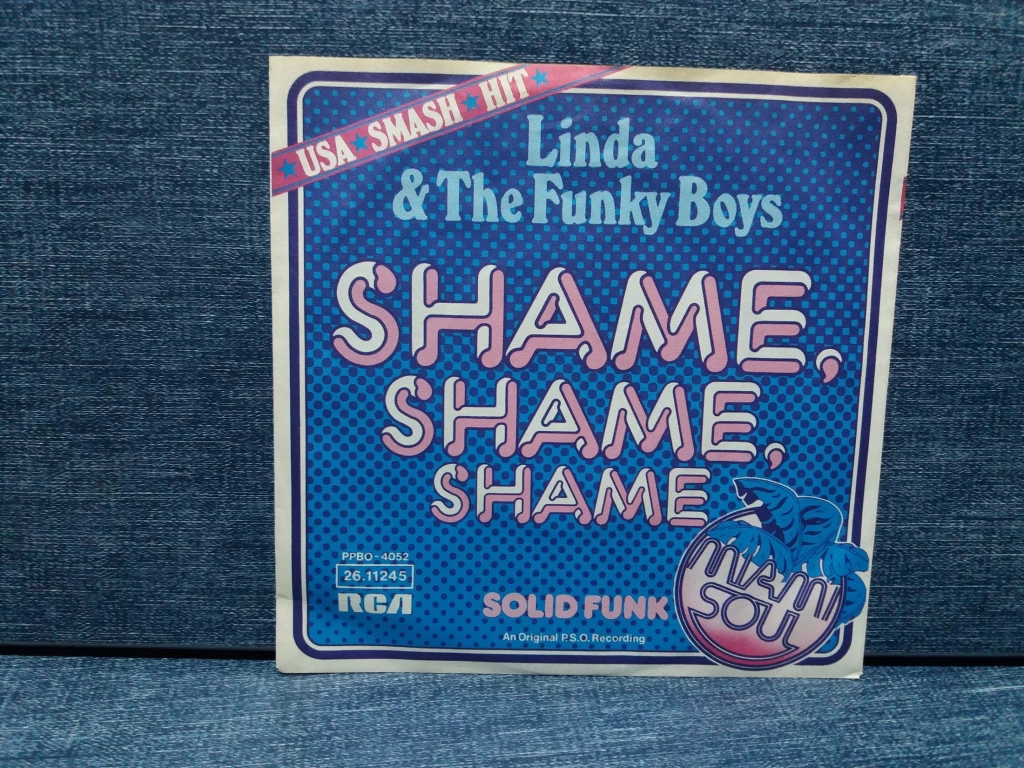 USA ★ SMASH ★ HIT
Linda
& The Funky Boys
SHAME,
SHAME,
SHAME
PPBO-4052
26.11245
RCA
SOLID FUNK
MIAMI
SOUL
An Original P.S.O. Recording